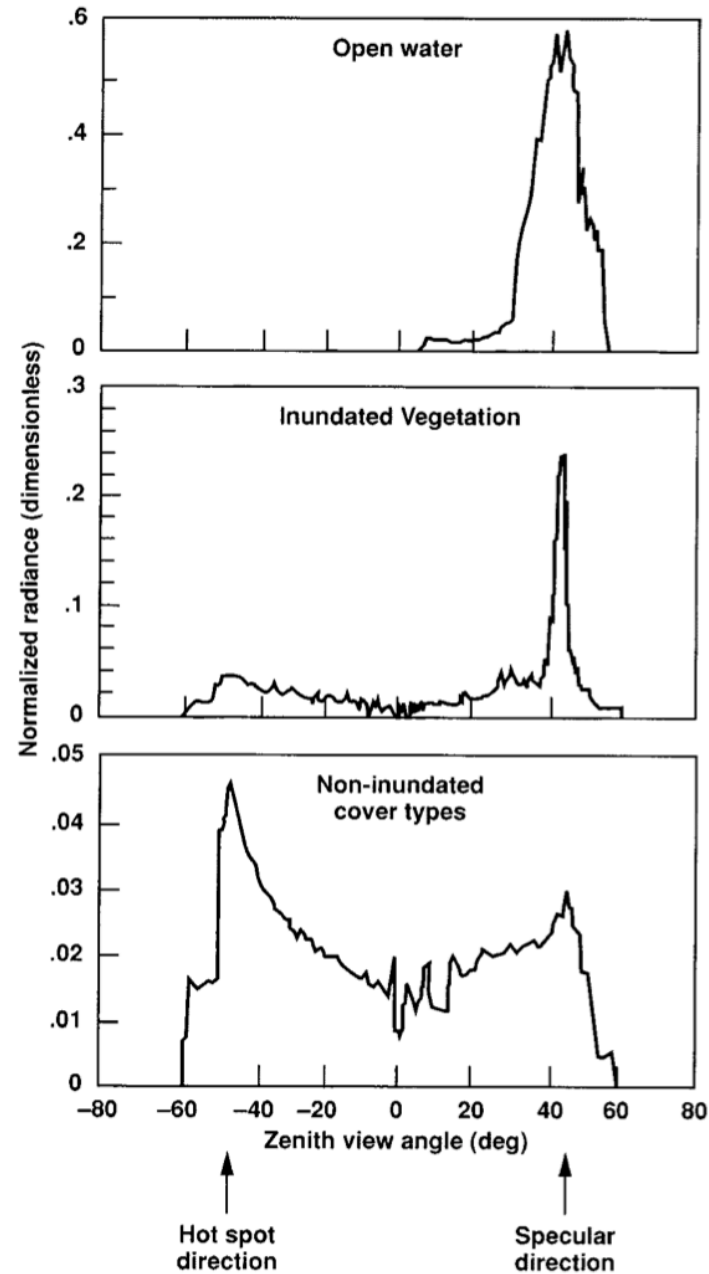 Normalized radiance (dimensionless)
Open water
.6
.4
.2
0
Inundated Vegetation
.3
.2
.1
0
Non-inundated
cover types
.05
.04
.03
.02
.01
0
−80 −60 −40 −20 0 20 40 60 80
Zenith view angle (deg)
Hot spot
direction
Specular
direction